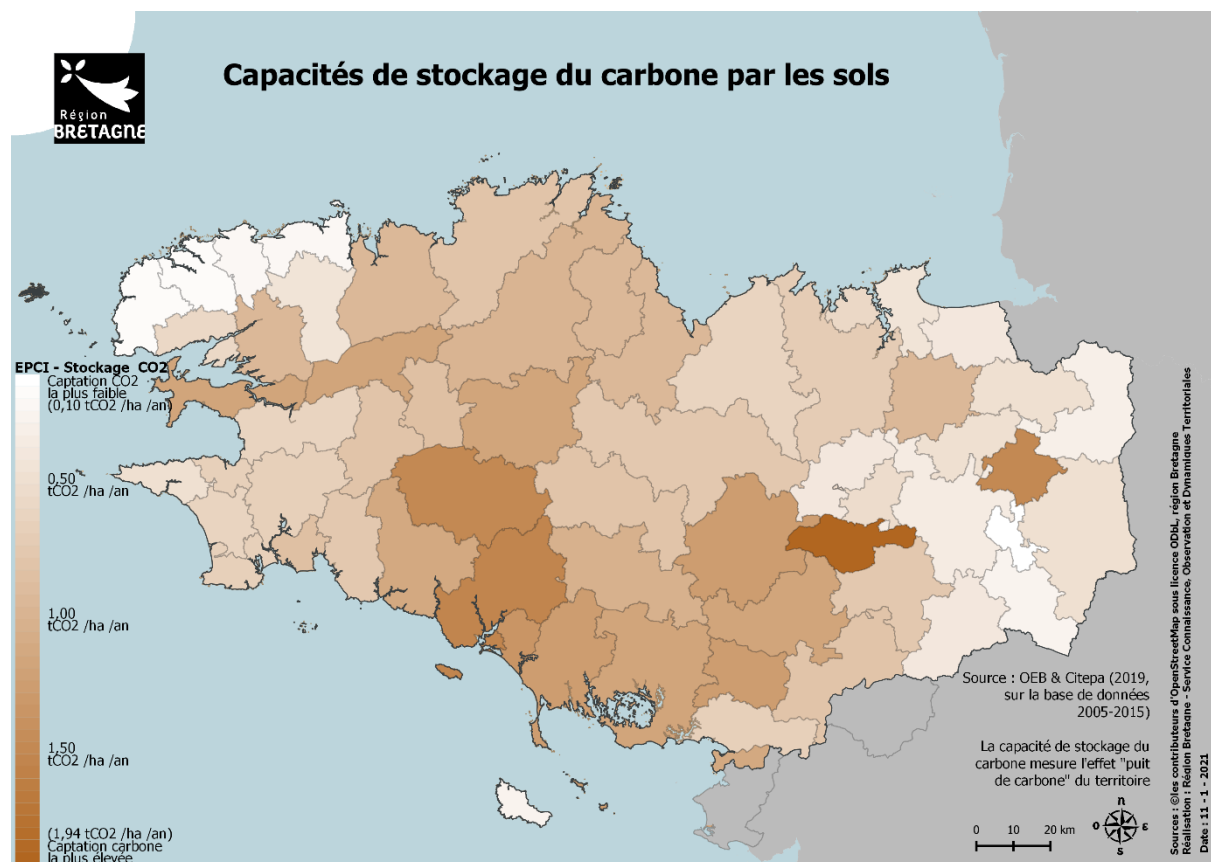 Capacités de stockage du carbone par les sols
Région
BRETAGNE
EPCI - Stockage CO2
Captation CO2
la plus faible
(0,10 tCO2 /ha /an)
0,50
tCO2 /ha /an
1,00
tCO2 /ha /an
1,50
tCO2 /ha /an
(1,94 tCO2 /ha /an)
Captation carbone
la plus élevée
Source : OEB & Citepa (2019,
sur la base de données
2005-2015)
La capacité de stockage du
carbone mesure l'effet "puit
de carbone" du territoire
0 10 20 km
n
o E
s
Sources : ©les contributeurs d'OpenStreetMap sous licence ODbL, région Bretagne
Réalisation : Région Bretagne - Service Connaissance, Observation et Dynamiques Territoriales
Date : 11 - 1 - 2021